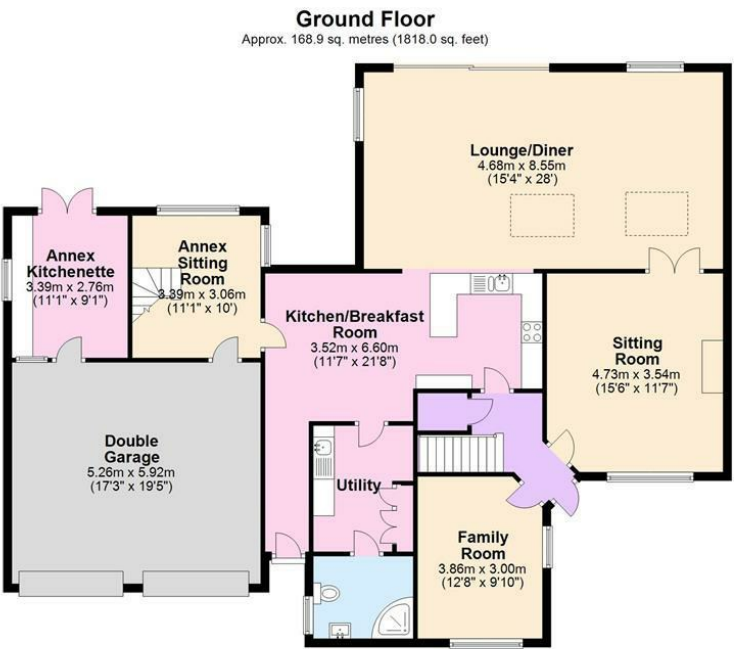 Ground Floor
Approx. 168.9 sq. metres (1818.0 sq. feet)
Lounge/Diner
4.68m x 8.55m
(15'4" x 28')
Annex
Kitchenette
3.39m x 2.76m
(11'1" x 9'1")
Annex
Sitting
Room
3.39m x 3.06m
(11'1" x 10')
Kitchen/Breakfast
Room
3.52m x 6.60m
(11'7" x 21'8")
Sitting
Room
4.73m x 3.54m
(15'6" x 11'7")
Double
Garage
5.26m x 5.92m
(17'3" x 19'5")
Utility
Family
Room
3.86m x 3.00m
(12'8" x 9'10")